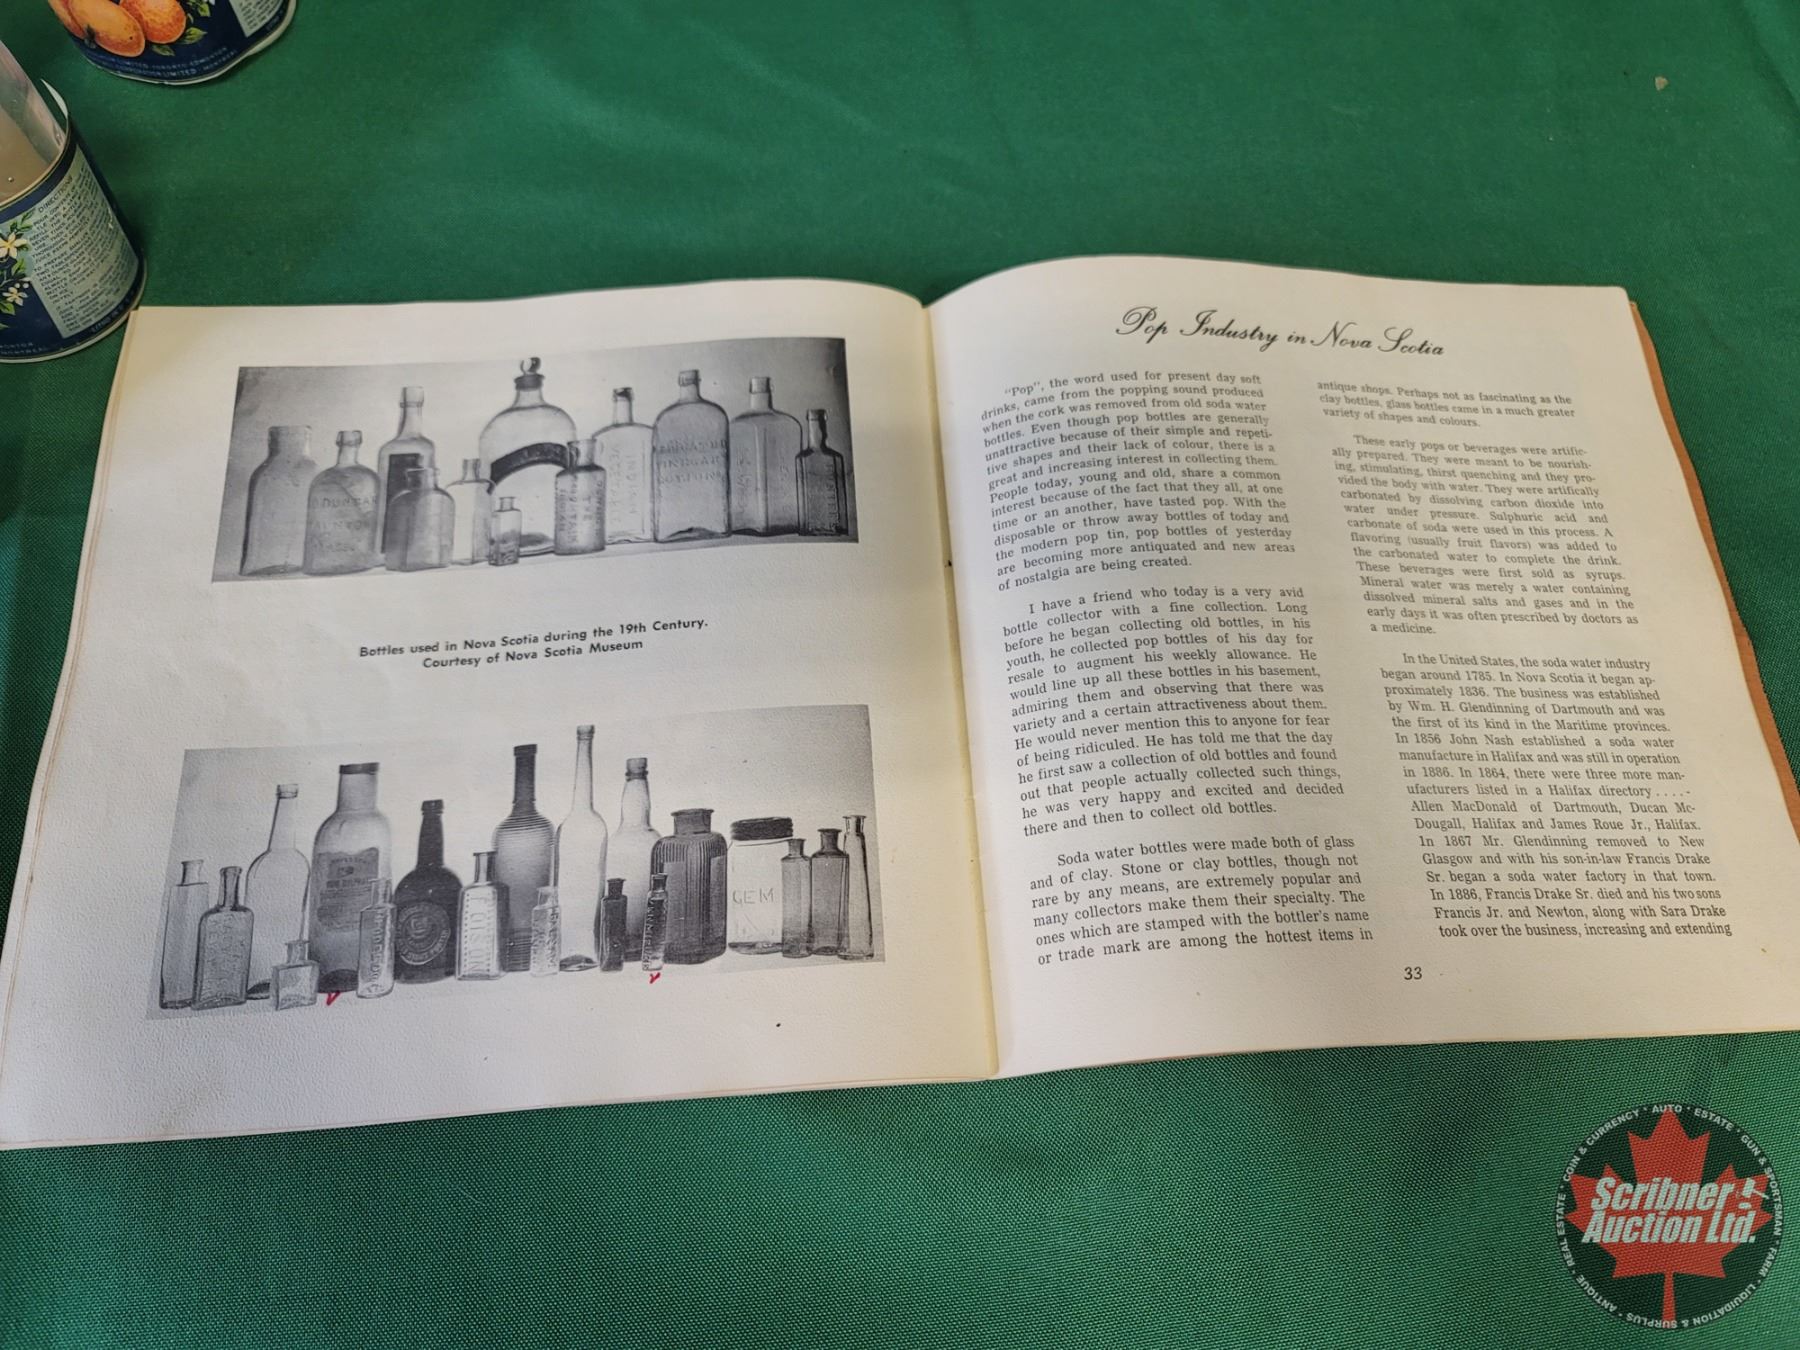 LIMITED · TORONTO · EDMONTON
CORPORATION LIMITED · MONTREAL
DIRECTIONS
MONTREAL
Bottles used in Nova Scotia during the 19th Century.
Courtesy of Nova Scotia Museum
GEM
Pop Industry in Nova Scotia
"Pop", the word used for present day soft
drinks, came from the popping sound produced
when the cork was removed from old soda water
bottles. Even though pop bottles are generally
unattractive because of their simple and repeti-
tive shapes and their lack of colour, there is a
great and increasing interest in collecting them.
People today, young and old, share a common
interest because of the fact that they all, at one
time or an another, have tasted pop. With the
disposable or throw away bottles of today and
the modern pop tin, pop bottles of yesterday
are becoming more antiquated and new areas
of nostalgia are being created.
I have a friend who today is a very avid
bottle collector with a fine collection. Long
before he began collecting old bottles, in his
youth, he collected pop bottles of his day for
resale to augment his weekly allowance. He
would line up all these bottles in his basement,
admiring them and observing that there was
variety and a certain attractiveness about them.
He would never mention this to anyone for fear
of being ridiculed. He has told me that the day
he first saw a collection of old bottles and found
out that people actually collected such things,
he was very happy and excited and decided
there and then to collect old bottles.
Soda water bottles were made both of glass
and of clay. Stone or clay bottles, though not
rare by any means, are extremely popular and
many collectors make them their specialty. The
ones which are stamped with the bottler's name
or trade mark are among the hottest items in
antique shops. Perhaps not as fascinating as the
clay bottles, glass bottles came in a much greater
variety of shapes and colours.
These early pops or beverages were artific-
ally prepared. They were meant to be nourish-
ing, stimulating, thirst quenching and they pro-
vided the body with water. They were artifically
carbonated by dissolving carbon dioxide into
water under pressure. Sulphuric acid and
carbonate of soda were used in this process. A
flavoring (usually fruit flavors) was added to
the carbonated water to complete the drink.
These beverages were first sold as syrups.
Mineral water was merely a water containing
dissolved mineral salts and gases and in the
early days it was often prescribed by doctors as
a medicine.
In the United States, the soda water industry
began around 1785. In Nova Scotia it began ap-
proximately 1836. The business was established
by Wm. H. Glendinning of Dartmouth and was
the first of its kind in the Maritime provinces.
In 1856 John Nash established a soda water
manufacture in Halifax and was still in operation
in 1886. In 1864, there were three more man-
ufacturers listed in a Halifax directory . . . . -
Allen MacDonald of Dartmouth, Ducan Mc-
Dougall, Halifax and James Roue Jr., Halifax.
In 1867 Mr. Glendinning removed to New
Glasgow and with his son-in-law Francis Drake
Sr. began a soda water factory in that town.
In 1886, Francis Drake Sr. died and his two sons
Francis Jr. and Newton, along with Sara Drake
took over the business, increasing and extending
33
Scribner
Auction Ltd.
REAL ESTATE · COIN & CURRENCY · AUTO · ESTATE · GUN & SPORTSMAN · FARM · LIQUIDATION & SURPLUS · ANTIQUE